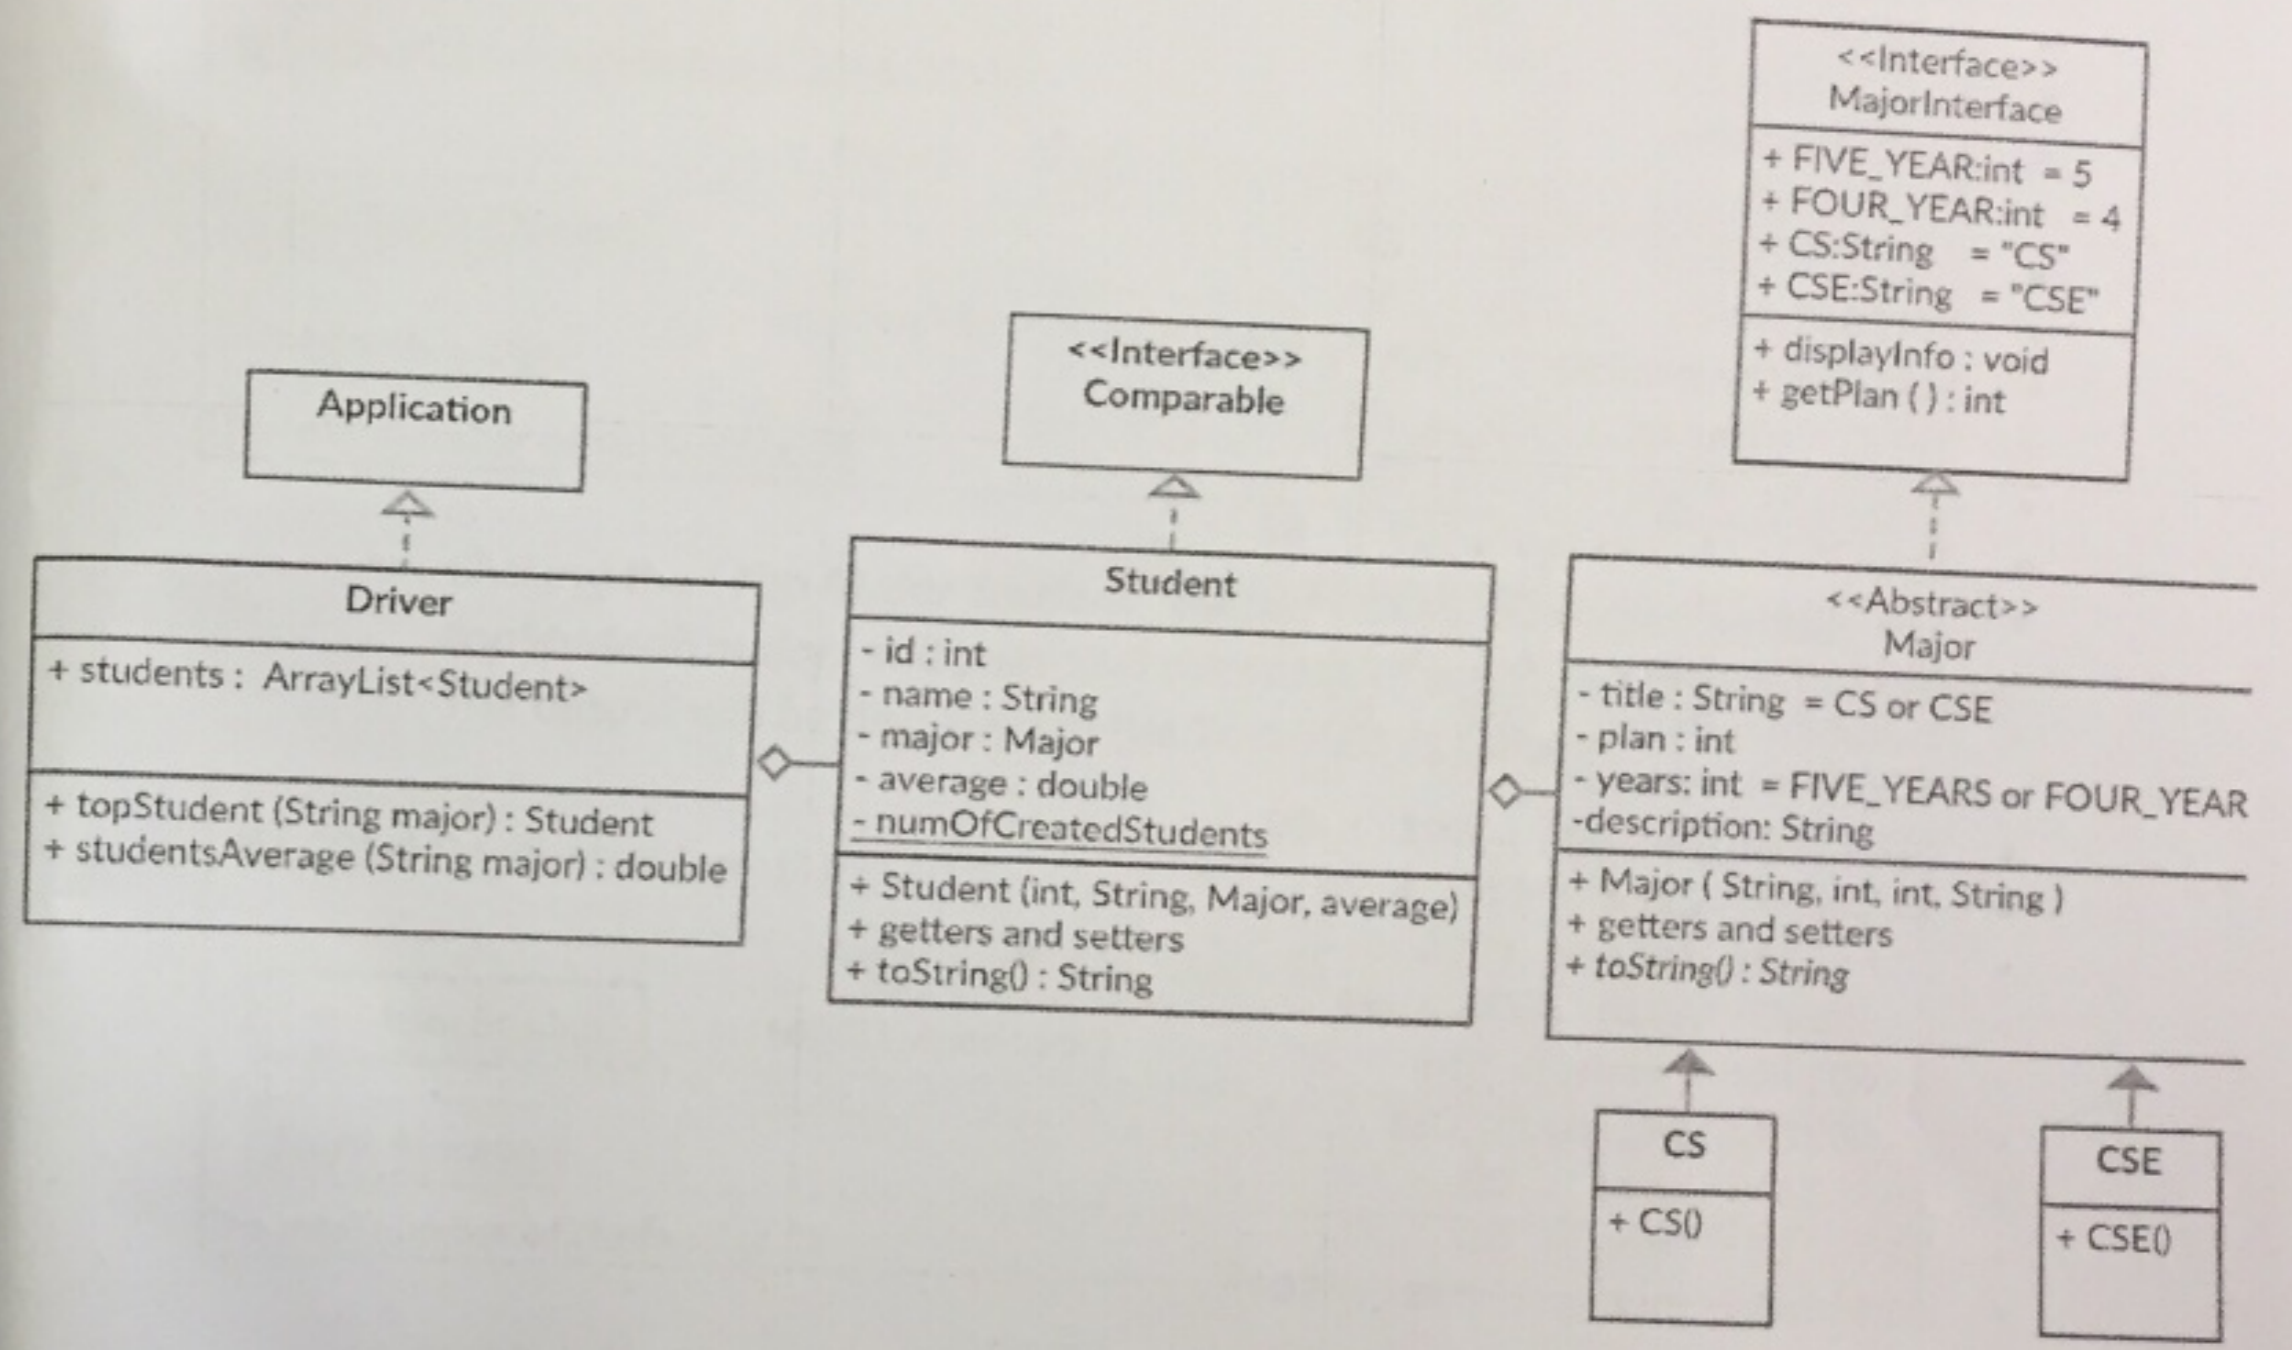 <<Interface>>
MajorInterface
+ FIVE_YEAR:int = 5
+ FOUR_YEAR:int = 4
+ CS:String = "CS"
+ CSE:String = "CSE"
+ displayInfo : void
+ getPlan ( ) : int
<<Interface>>
Comparable
Application
Driver
+ students : ArrayList<Student>
+ topStudent (String major) : Student
+ studentsAverage (String major) : double
Student
- id : int
- name : String
- major : Major
- average : double
- numOfCreatedStudents
+ Student (int, String, Major, average)
+ getters and setters
+ toString() : String
<<Abstract>>
Major
- title : String = CS or CSE
- plan : int
- years: int = FIVE_YEARS or FOUR_YEAR
-description: String
+ Major ( String, int, int, String )
+ getters and setters
+ toString() : String
CS
+ CS()
CSE
+ CSE()